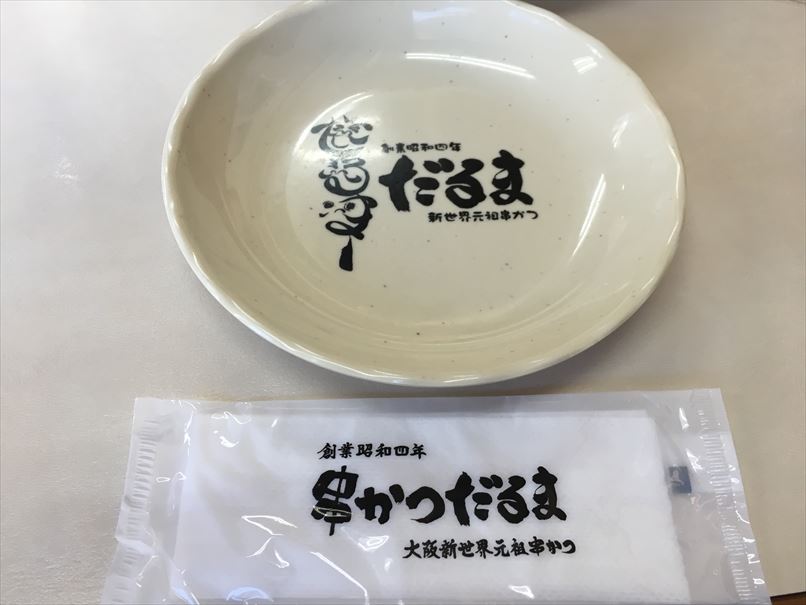 創業昭和四年
だるま
新世界元祖串かつ
創業昭和四年
串かつだるま
大阪新世界元祖串かつ